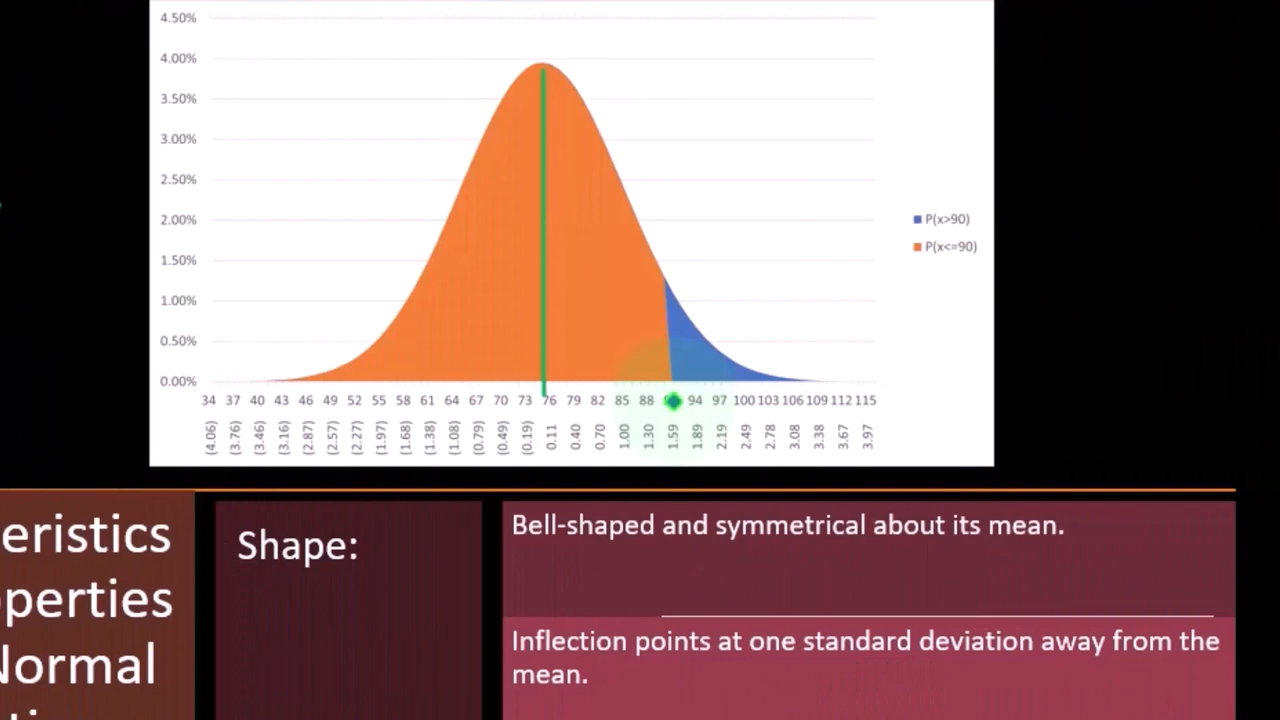 4.50%
4.00%
3.50%
3.00%
2.50%
2.00%
1.50%
1.00%
0.50%
0.00%
P(x>90)
P(x<=90)
34 37 40 43 46 49 52 55 58 61 64 67 70 73 76 79 82 85 88 94 97 100 103 106 109 112 115
(4.06) (3.76) (3.46) (3.16) (2.87) (2.57) (2.27) (1.97) (1.68) (1.38) (1.08) (0.79) (0.49) (0.19) 0.11 0.40 0.70 1.00 1.30 1.59 1.89 2.19 2.49 2.78 3.08 3.38 3.67 3.97
eristics
perties
Normal
Shape:
Bell-shaped and symmetrical about its mean.
Inflection points at one standard deviation away from the
mean.